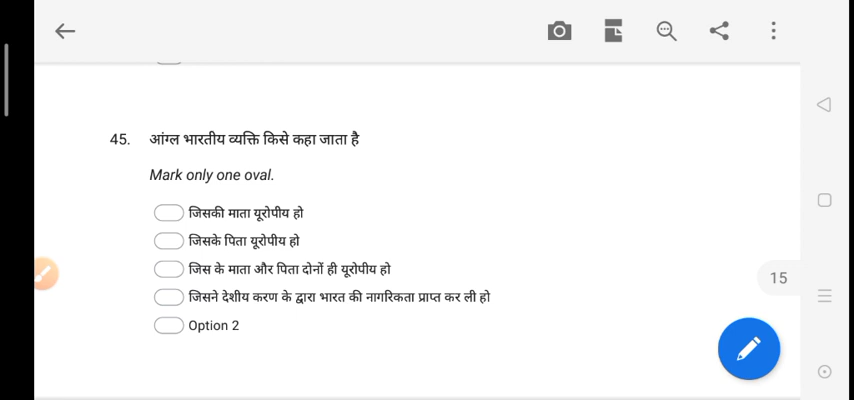 45. आंग्ल भारतीय व्यक्ति किसे कहा जाता है
Mark only one oval.
जिसकी माता यूरोपीय हो
जिसके पिता यूरोपीय हो
जिस के माता और पिता दोनों ही यूरोपीय हो
15
जिसने देशीय करण के द्वारा भारत की नागरिकता प्राप्त कर ली हो
Option 2